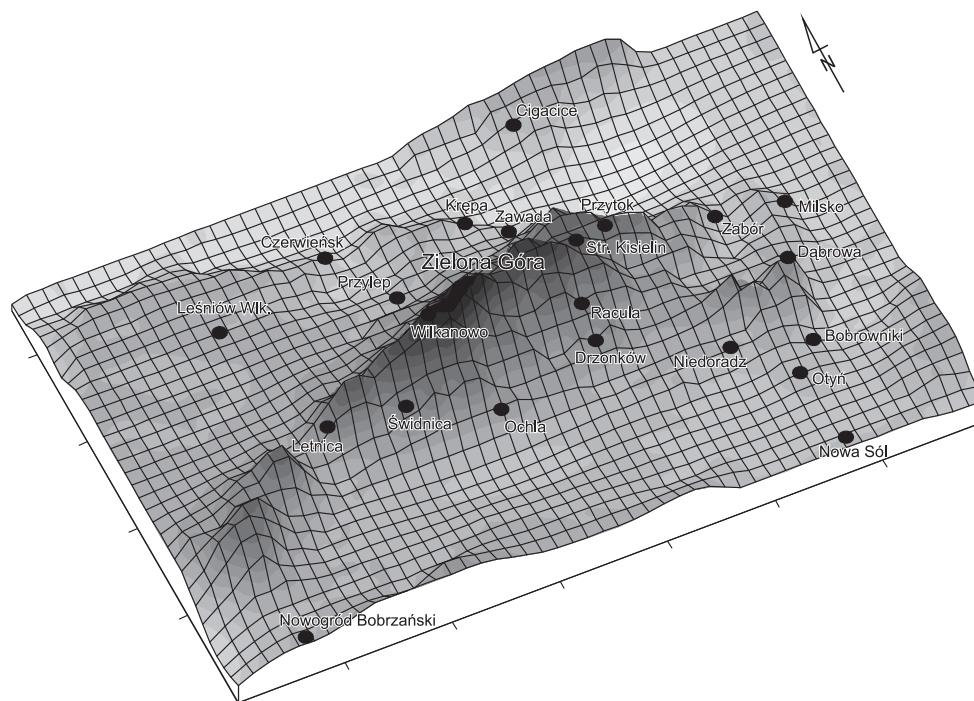 N
Cigacice
Krępa
Zawada
Przytok
Zabór
Milsko
Czerwieńsk
Zielona Góra
Str. Kisielin
Dąbrowa
Przylep
Leśniów Wlk.
Wilkanowo
Racula
Drzonków
Niedoradz
Bobrowniki
Otyń
Letnica
Świdnica
Ochla
Nowa Sól
Nowogród Bobrzański